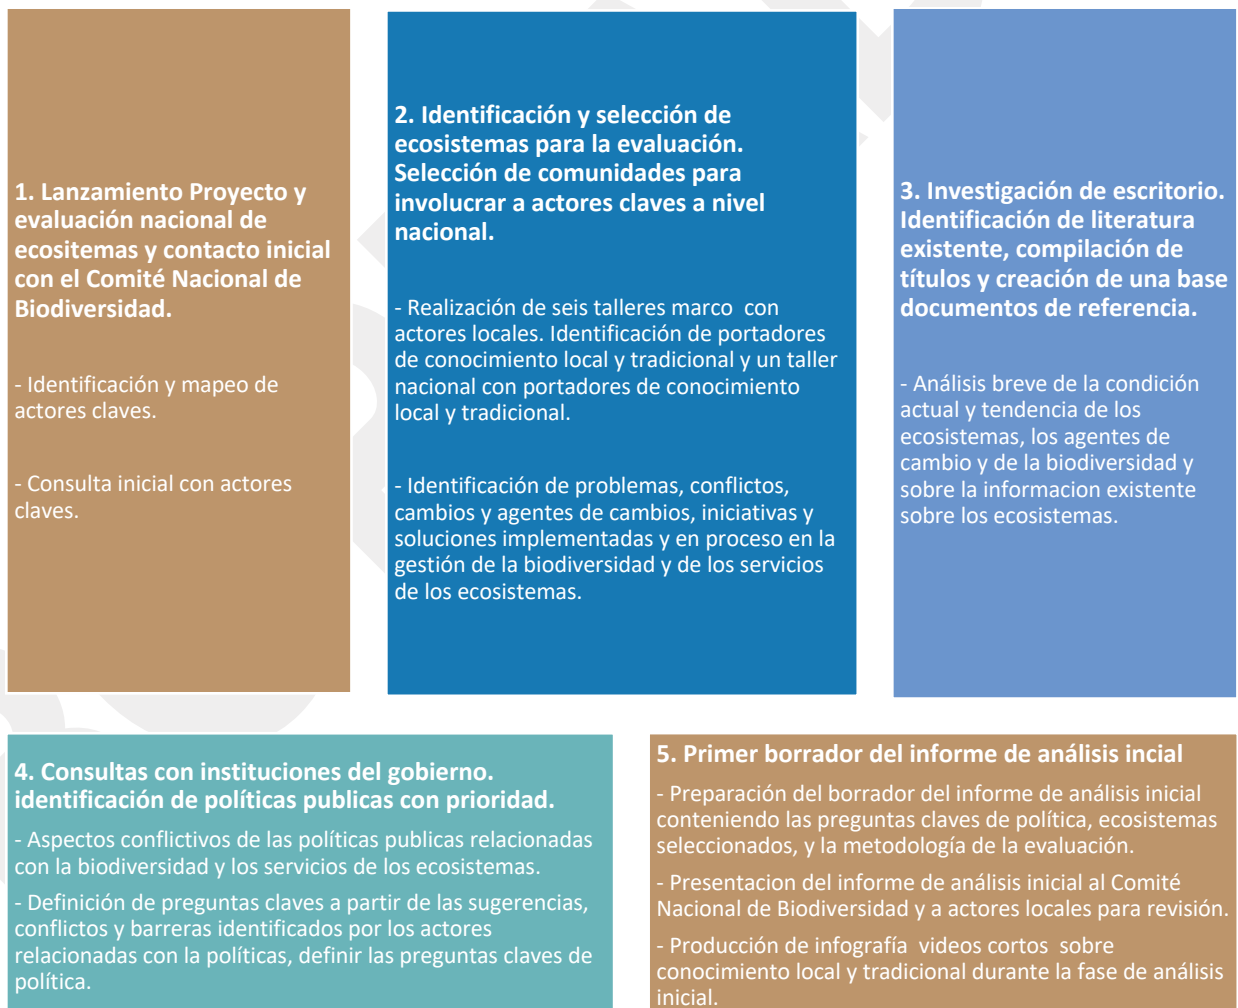 1. Lanzamiento Proyecto y
evaluación nacional de
ecositemas y contacto inicial
con el Comité Nacional de
Biodiversidad.
- Identificación y mapeo de
actores claves.
- Consulta inicial con actores
claves.
2. Identificación y selección de
ecosistemas para la evaluación.
Selección de comunidades para
involucrar a actores claves a nivel
nacional.
- Realización de seis talleres marco con
actores locales. Identificación de portadores
de conocimiento local y tradicional y un taller
nacional con portadores de conocimiento
local y tradicional.
- Identificación de problemas, conflictos,
cambios y agentes de cambios, iniciativas y
soluciones implementadas y en proceso en la
gestión de la biodiversidad y de los servicios
de los ecosistemas.
3. Investigación de escritorio.
Identificación de literatura
existente, compilación de
títulos y creación de una base
documentos de referencia.
- Análisis breve de la condición
actual y tendencia de los
ecosistemas, los agentes de
cambio y de la biodiversidad y
sobre la informacion existente
sobre los ecosistemas.
4. Consultas con instituciones del gobierno.
identificación de políticas publicas con prioridad.
- Aspectos conflictivos de las políticas publicas relacionadas
con la biodiversidad y los servicios de los ecosistemas.
- Definición de preguntas claves a partir de las sugerencias,
conflictos y barreras identificados por los actores
relacionadas con la políticas, definir las preguntas claves de
política.
5. Primer borrador del informe de análisis incial
- Preparación del borrador del informe de análisis inicial
conteniendo las preguntas claves de política, ecosistemas
seleccionados, y la metodología de la evaluación.
- Presentacion del informe de análisis inicial al Comité
Nacional de Biodiversidad y a actores locales para revisión.
- Producción de infografía videos cortos sobre
conocimiento local y tradicional durante la fase de análisis
inicial.